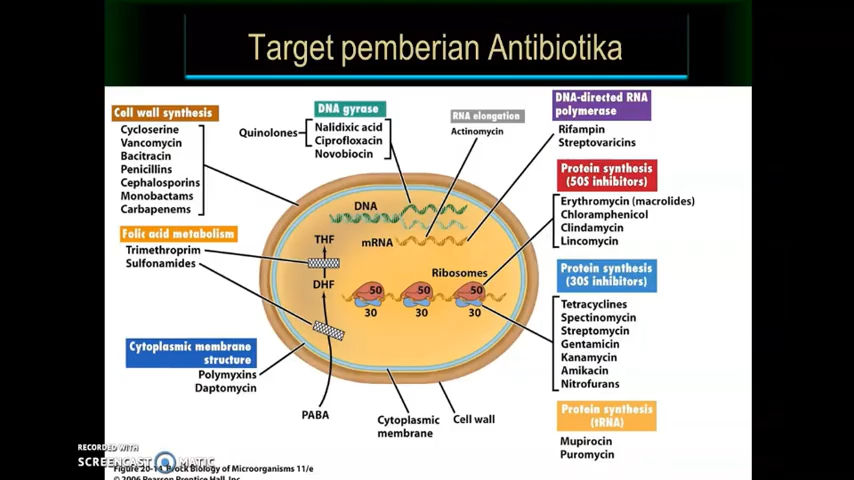 Target pemberian Antibiotika
Cell wall synthesis
Cycloserine
Vancomycin
Bacitracin
Penicillins
Cephalosporins
Monobactams
Carbapenems
DNA gyrase
Quinolones
Nalidixic acid
Ciprofloxacin
Novobiocin
RNA elongation
Actinomycin
DNA-directed RNA
polymerase
Rifampin
Streptovaricins
Protein synthesis
(50S inhibitors)
Erythromycin (macrolides)
Chloramphenicol
Clindamycin
Lincomycin
Folic acid metabolism
Trimethroprim
Sulfonamides
DNA
THF
mRNA
DHF
Ribosomes
50
50
50
30
30
30
Protein synthesis
(30S inhibitors)
Tetracyclines
Spectinomycin
Streptomycin
Gentamicin
Kanamycin
Amikacin
Nitrofurans
Cytoplasmic membrane
structure
Polymyxins
Daptomycin
PABA
Cytoplasmic
membrane
Cell wall
Protein synthesis
(tRNA)
Mupirocin
Puromycin
RECORDED WITH
SCREENCAST MATIC
Brock Biology of Microorganisms 11/e
© 2006 Pearson Prentice Hall, Inc.